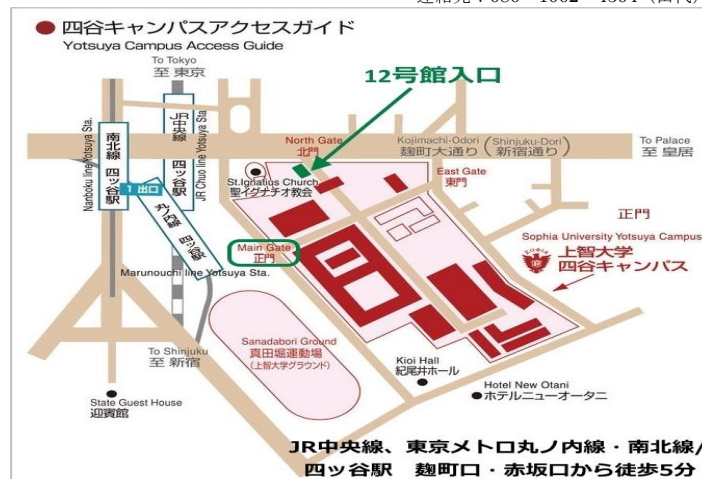 ● 四谷キャンパスアクセスガイド
Yotsuya Campus Access Guide
To Tokyo
至 東京
12号館入口
Nanboku line Yotsuya Sta.
南北線 四ツ谷駅
JR中央線 四ツ谷駅
JR Chuo line Yotsuya Sta.
North Gate
北門
Kojimachi-Odori (Shinjuku-Dori)
麹町大通り(新宿通り)
To Palace
至 皇居
1 出口
St.Ignatius Church
聖イグナチオ教会
East Gate
東門
丸ノ内線 四ツ谷駅
正門
Main Gate
正門
Sophia University Yotsuya Campus
上智大学
四谷キャンパス
Marunouchi line Yotsuya Sta.
Sanadabori Ground
真田堀運動場
(上智大学グラウンド)
To Shinjuku
至 新宿
Kioi Hall
紀尾井ホール
Hotel New Otani
ホテルニューオータニ
State Guest House
迎賓館
JR中央線、東京メトロ丸ノ内線・南北線/
四ッ谷駅 麹町口・赤坂口から徒歩5分